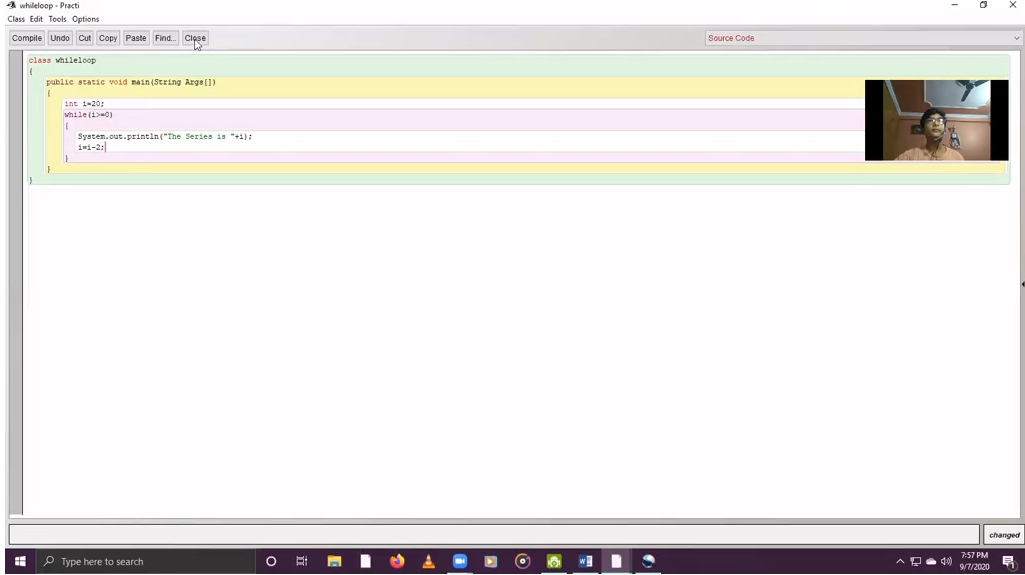 whileloop - Practi
Class Edit Tools Options
Compile Undo Cut Copy Paste Find... Close Source Code
class whileloop
{
public static void main(String Args[])
{
int i=20;
while(i>=0)
{
System.out.println("The Series is "+i);
i=i-2;
}
}
}
changed
Type here to search
7:57 PM
9/7/2020